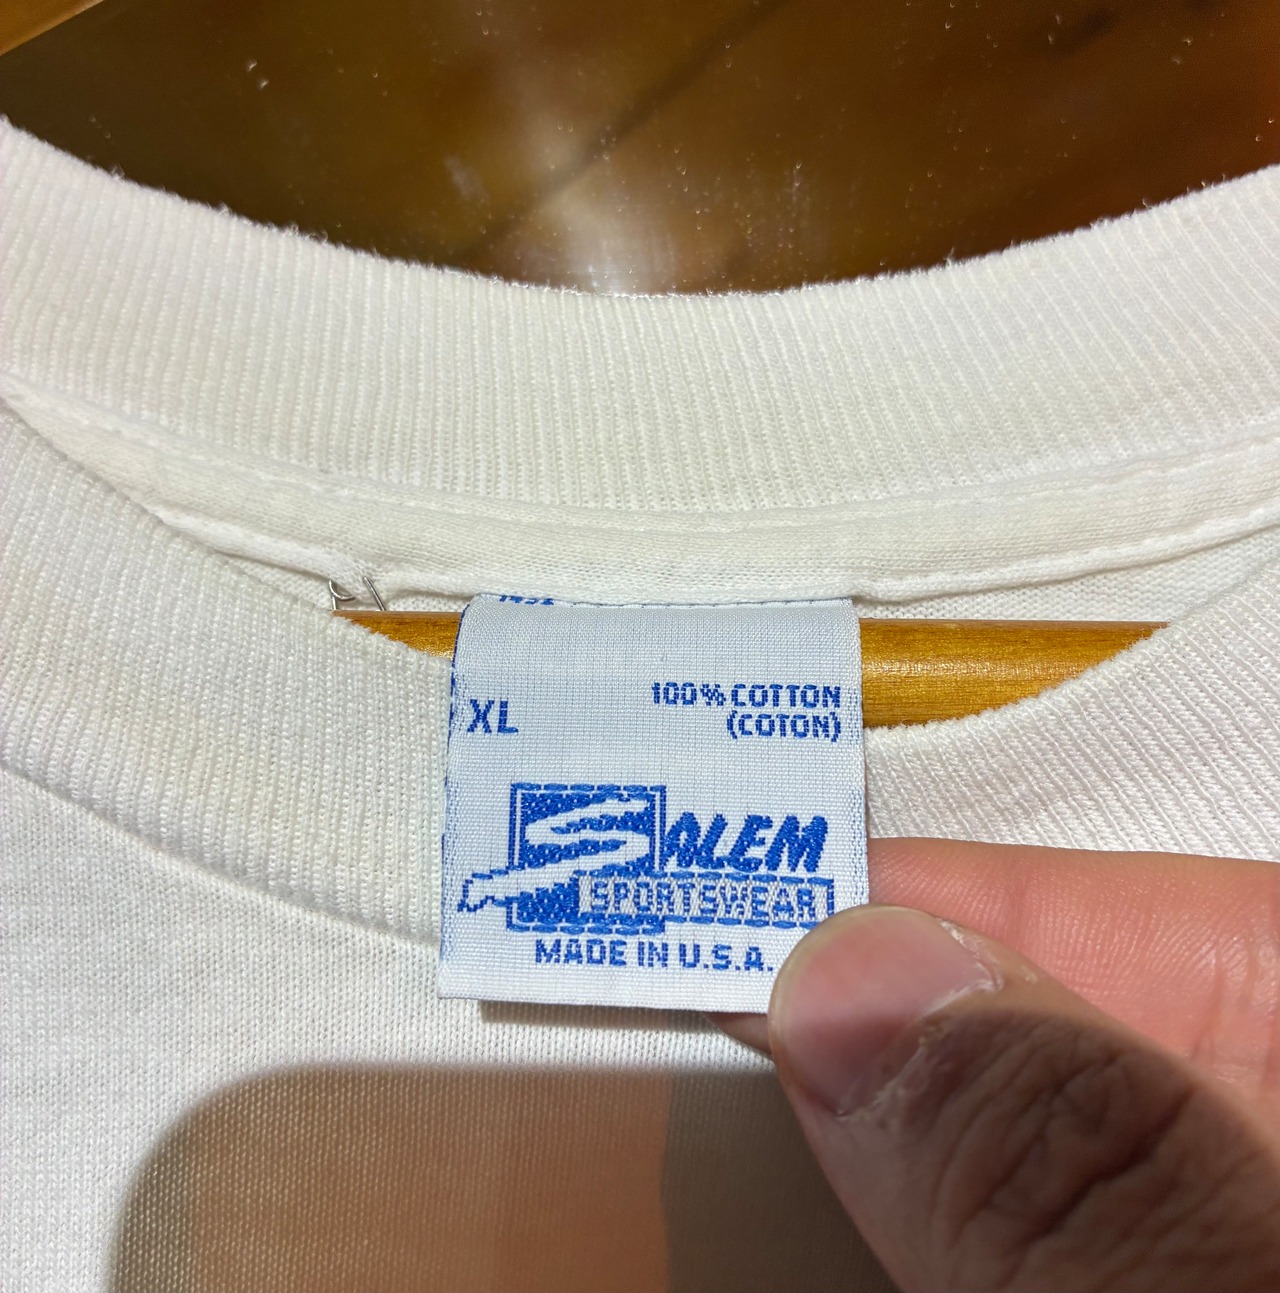 XL
100% COTTON
(COTON)
SALEM
SPORTSWEAR
MADE IN U.S.A.